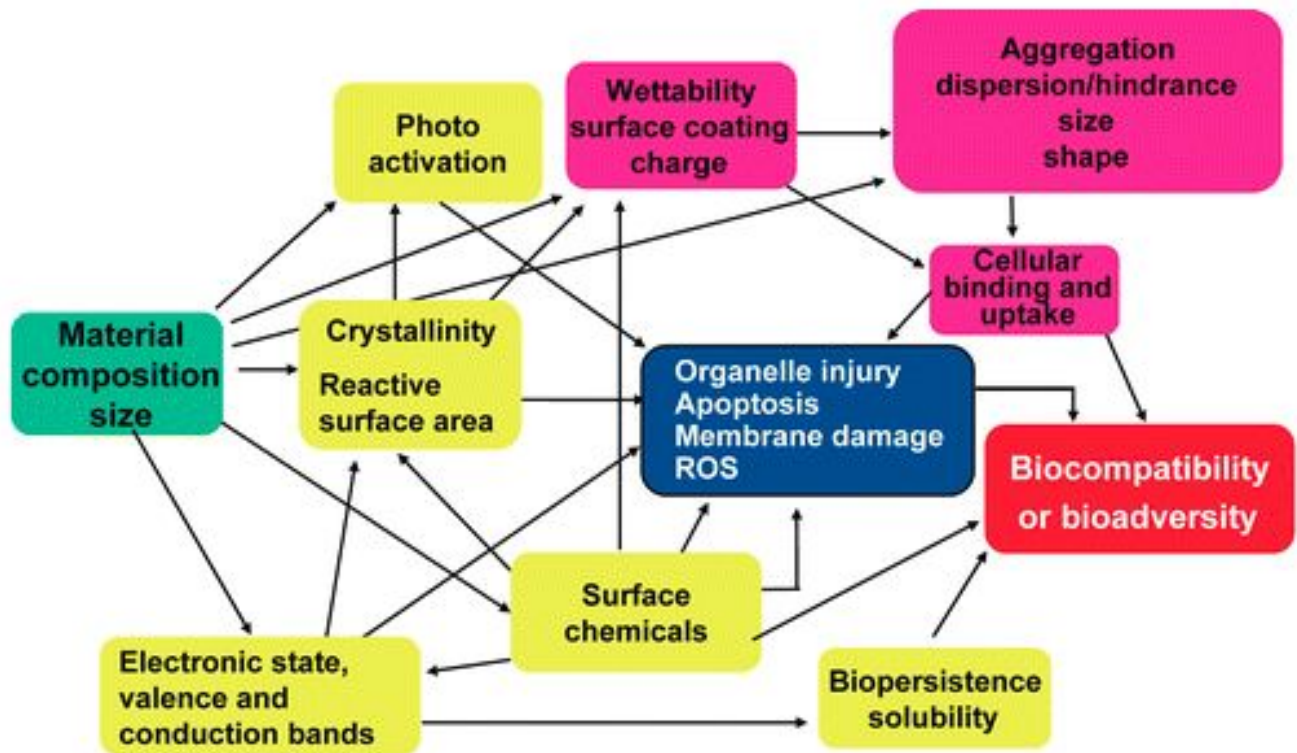 Photo
activation
Wettability
surface coating
charge
Aggregation
dispersion/hindrance
size
shape
Material
composition
size
Crystallinity
Reactive
surface area
Cellular
binding and
uptake
Organelle injury
Apoptosis
Membrane damage
ROS
Biocompatibility
or bioadversity
Surface
chemicals
Electronic state,
valence and
conduction bands
Biopersistence
solubility